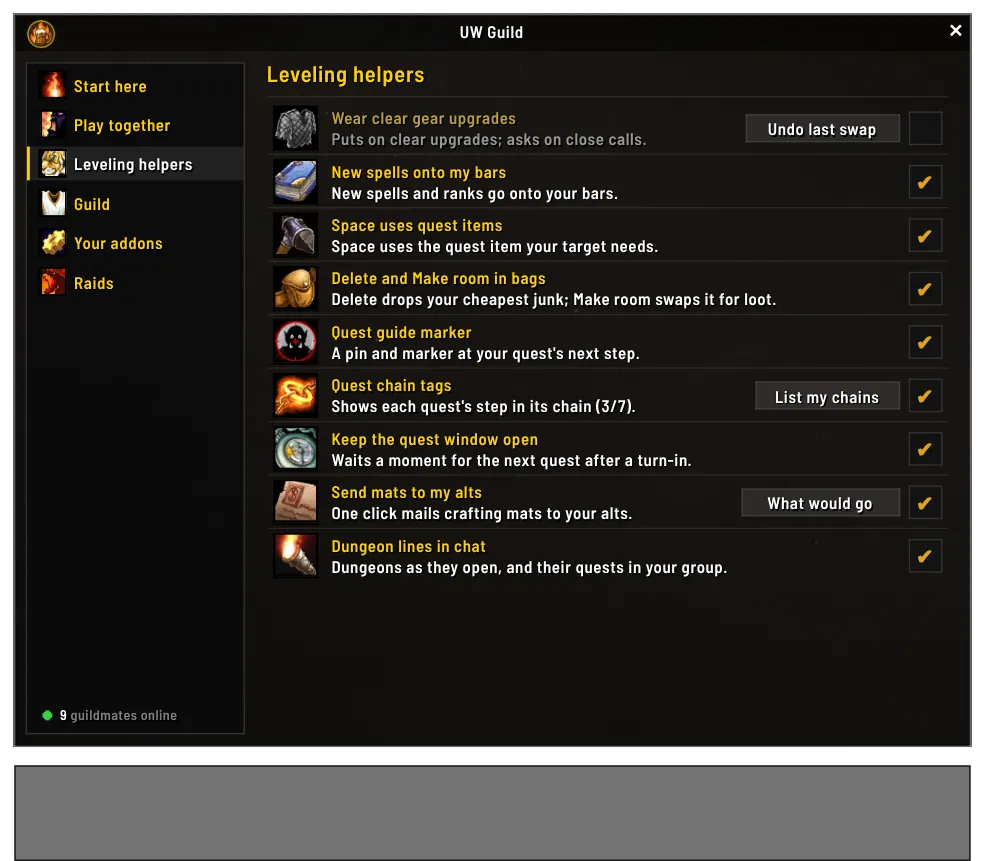 UW Guild
Start here
Play together
Leveling helpers
Guild
Your addons
Raids
9 guildmates online
Leveling helpers
Wear clear gear upgrades
Puts on clear upgrades; asks on close calls.
Undo last swap
New spells onto my bars
New spells and ranks go onto your bars.
Space uses quest items
Space uses the quest item your target needs.
Delete and Make room in bags
Delete drops your cheapest junk; Make room swaps it for loot.
Quest guide marker
A pin and marker at your quest's next step.
Quest chain tags
Shows each quest's step in its chain (3/7).
List my chains
Keep the quest window open
Waits a moment for the next quest after a turn-in.
Send mats to my alts
One click mails crafting mats to your alts.
What would go
Dungeon lines in chat
Dungeons as they open, and their quests in your group.